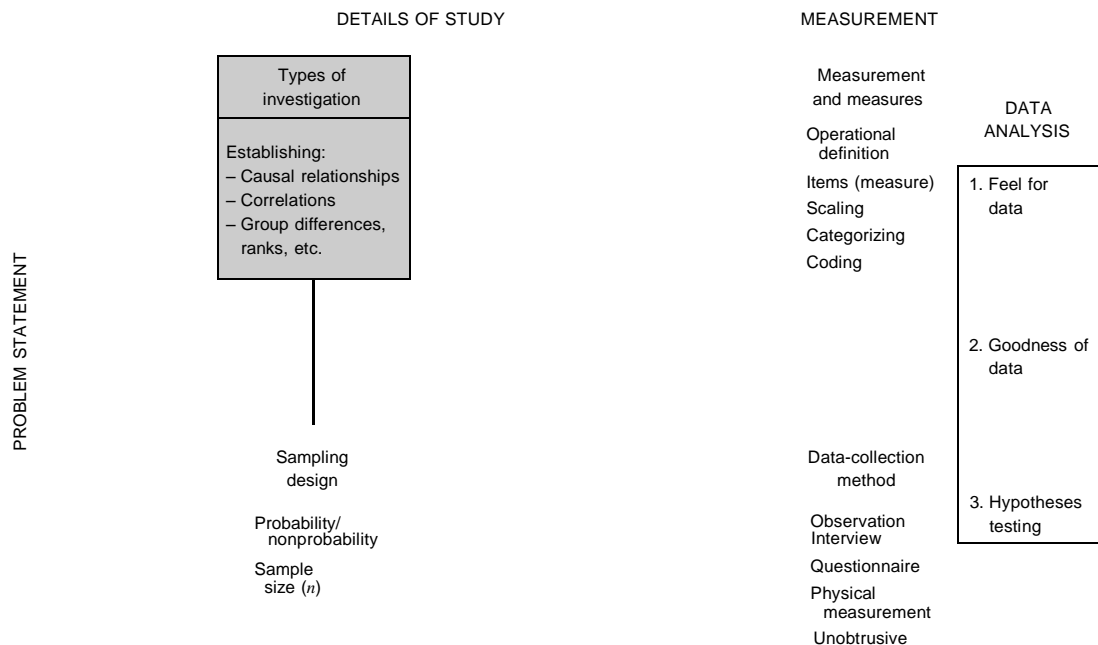 DETAILS OF STUDY
MEASUREMENT
PROBLEM STATEMENT
Types of
investigation
Establishing:
– Causal relationships
– Correlations
– Group differences,
ranks, etc.
Sampling
design
Probability/
nonprobability
Sample
size (n)
Measurement
and measures
Operational
definition
Items (measure)
Scaling
Categorizing
Coding
Data-collection
method
Observation
Interview
Questionnaire
Physical
measurement
Unobtrusive
DATA
ANALYSIS
1. Feel for
data
2. Goodness of
data
3. Hypotheses
testing